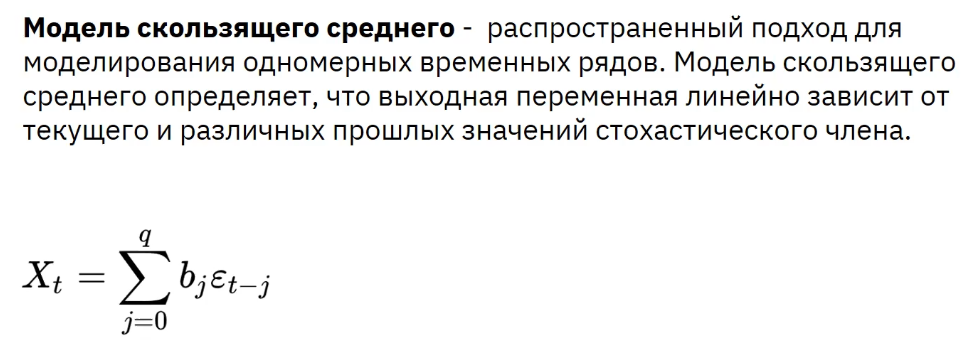 Модель скользящего среднего -  распространенный подход для
моделирования одномерных временных рядов. Модель скользящего
среднего определяет, что выходная переменная линейно зависит от
текущего и различных прошлых значений стохастического члена.
X_t = \sum_{j=0}^{q} b_j ε_{t-j}